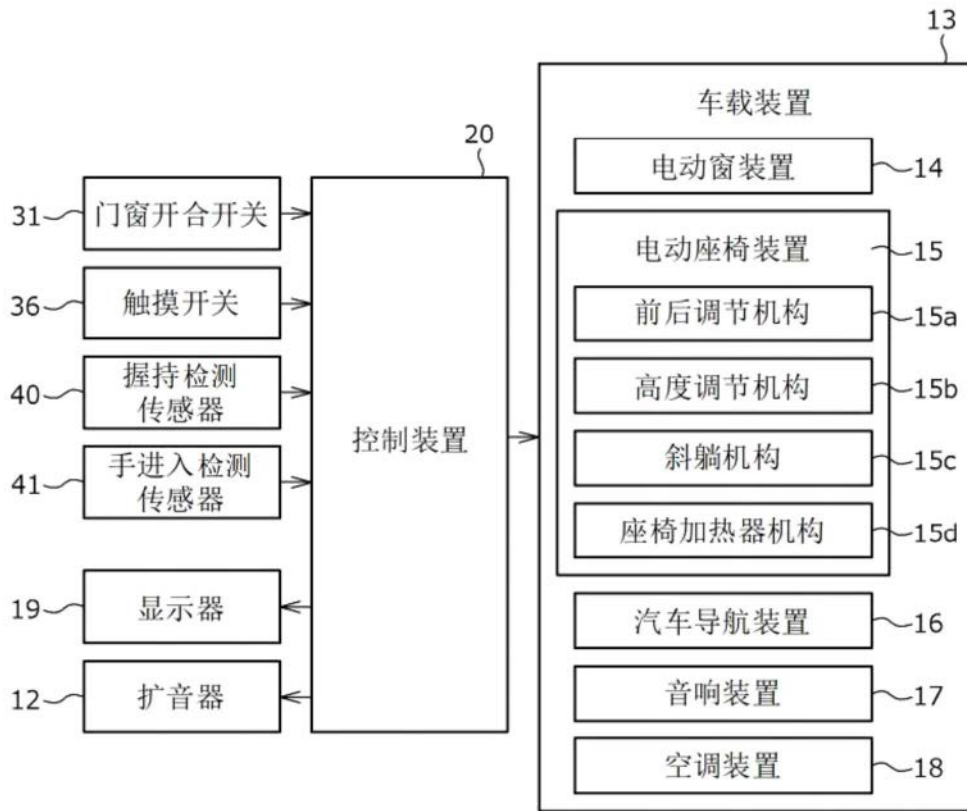 13
车载装置
20
电动窗装置
14
31
门窗开合开关
电动座椅装置
15
36
触摸开关
前后调节机构
15a
40
握持检测
传感器
高度调节机构
15b
控制装置
41
手进入检测
传感器
斜躺机构
15c
座椅加热器机构
15d
19
显示器
汽车导航装置
16
12
扩音器
音响装置
17
空调装置
18